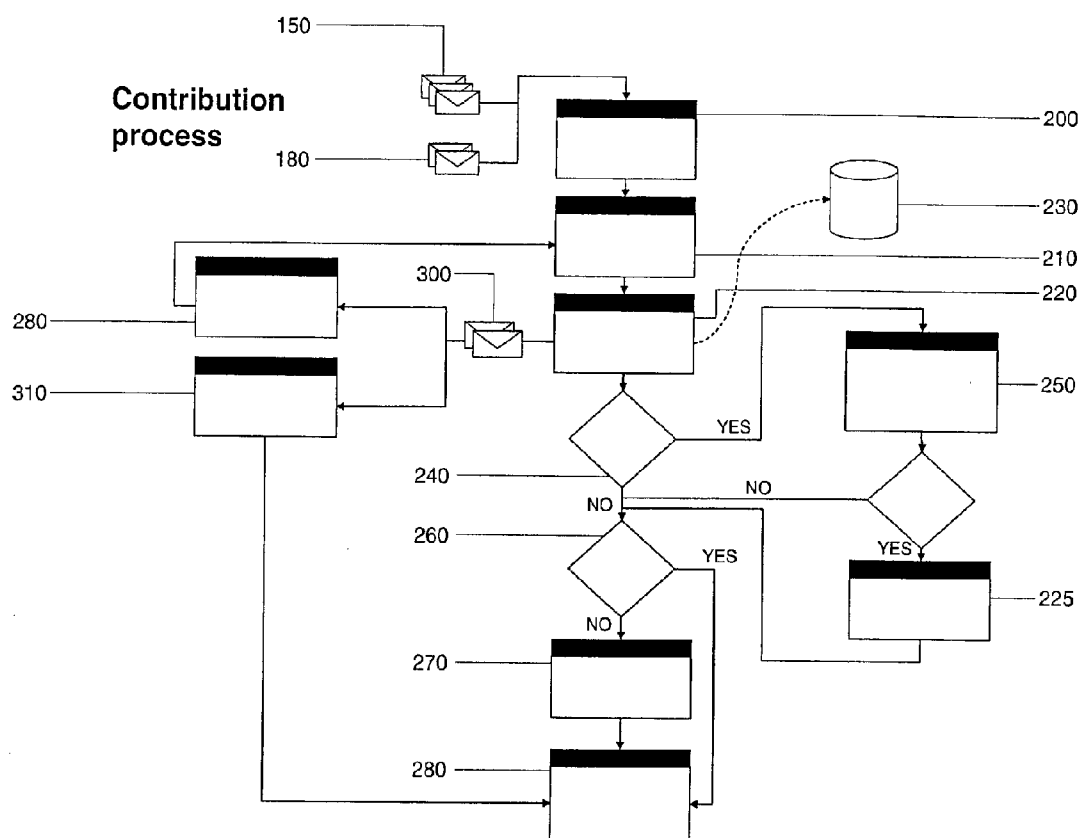 150
Contribution
process
200
180
230
210
300
220
280
310
250
YES
240
NO
NO
260
YES
YES
225
NO
270
280